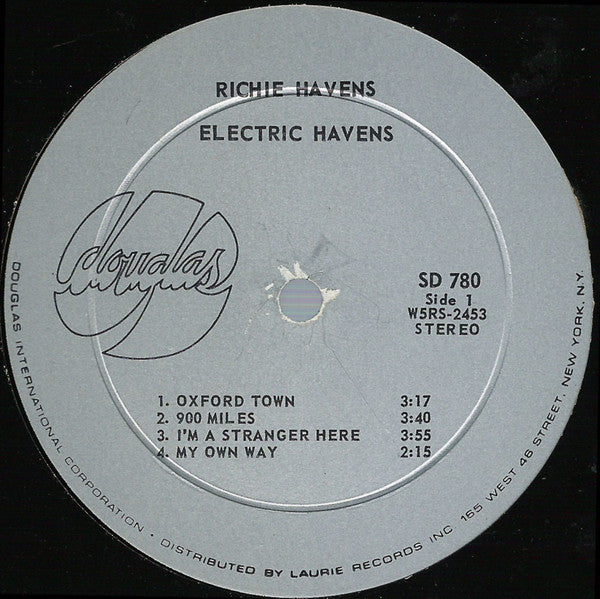 RICHIE HAVENS
ELECTRIC HAVENS
douglas
SD 780
Side 1
W5RS-2453
STEREO
1. OXFORD TOWN 3:17
2. 900 MILES 3:40
3. I'M A STRANGER HERE 3:55
4. MY OWN WAY 2:15
DOUGLAS INTERNATIONAL CORPORATION • DISTRIBUTED BY LAURIE RECORDS INC. 165 WEST 46 STREET, NEW YORK, N.Y.